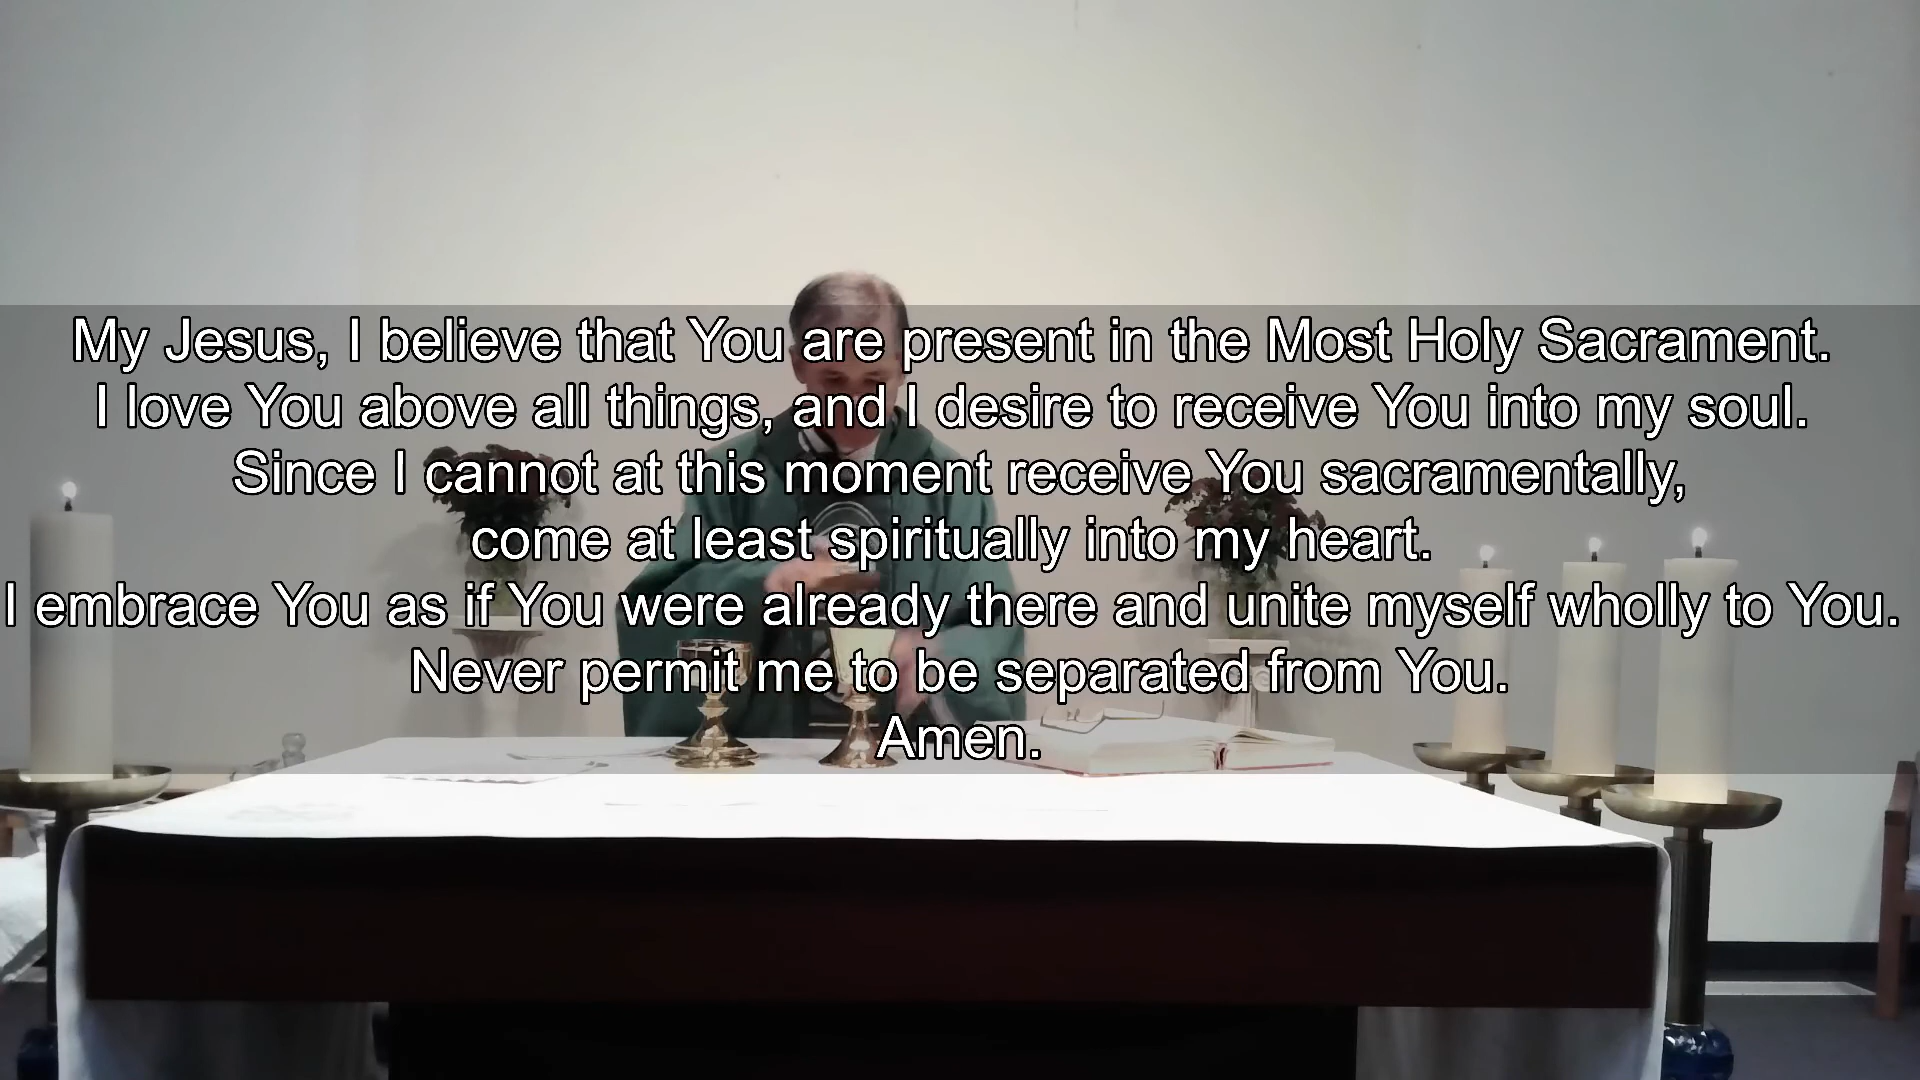 My Jesus, I believe that You are present in the Most Holy Sacrament.
I love You above all things, and I desire to receive You into my soul.
Since I cannot at this moment receive You sacramentally,
come at least spiritually into my heart.
I embrace You as if You were already there and unite myself wholly to You.
Never permit me to be separated from You.
Amen.